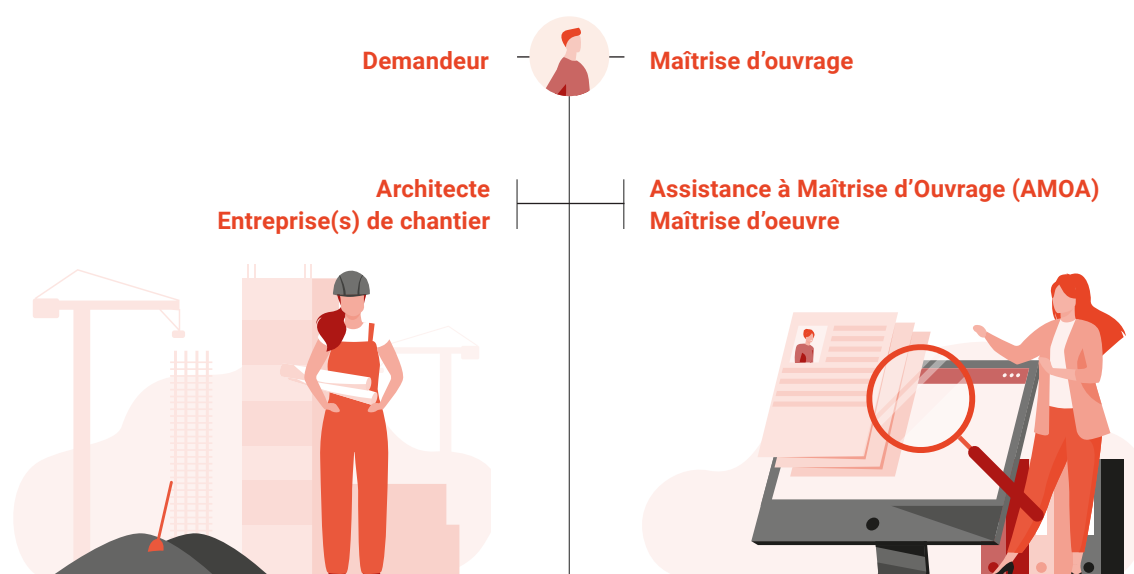 Demandeur
Maîtrise d’ouvrage
Architecte
Entreprise(s) de chantier
Assistance à Maîtrise d’Ouvrage (AMOA)
Maîtrise d’oeuvre